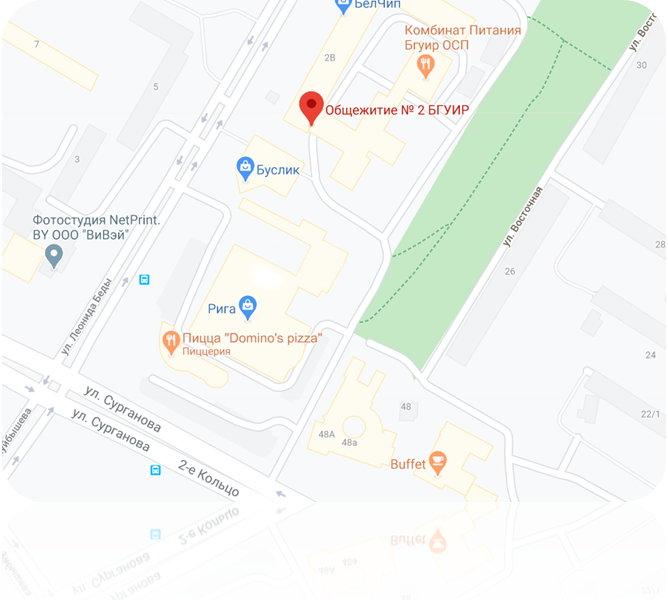 БелЧип
Комбинат Питания
Бгуир ОСП
ул. Вост
7
2В
5
30
Общежитие № 2 БГУИР
3
Буслик
Фотостудия NetPrint.
BY ООО "ВиВэй"
ул. Восточная
28
26
ул. Леонида Беды
Рига
Пицца "Domino's pizza"
Пиццерия
24
22/1
ул. Сурганова
ул. Сурганова
48
48А
48а
уйбышева
Buffet
2-е Кольцо